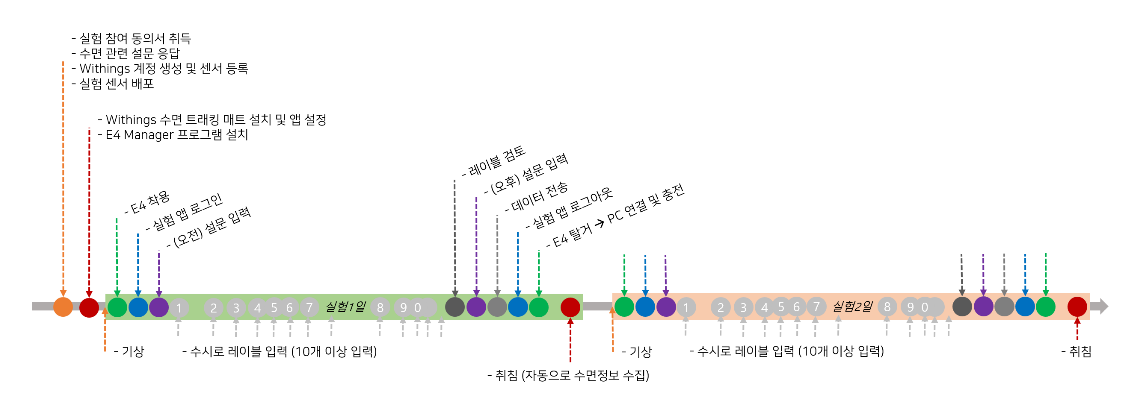 - 실험 참여 동의서 취득
- 수면 관련 설문 응답
- Withings 계정 생성 및 센서 등록
- 실험 센서 배포
- Withings 수면 트래킹 매트 설치 및 앱 설정
- E4 Manager 프로그램 설치
- E4 착용
- 실험 앱 로그인
- (오전) 설문 입력
- 레이블 검토
- (오후) 설문 입력
- 데이터 전송
- 실험 앱 로그아웃
- E4 탈거 → PC 연결 및 충전
1 2 3 4 5 6 7 실험1일 8 9 0
1 2 3 4 5 6 7 실험2일 8 9 0
- 기상
- 수시로 레이블 입력 (10개 이상 입력)
- 취침 (자동으로 수면정보 수집)
- 기상
- 수시로 레이블 입력 (10개 이상 입력)
- 취침